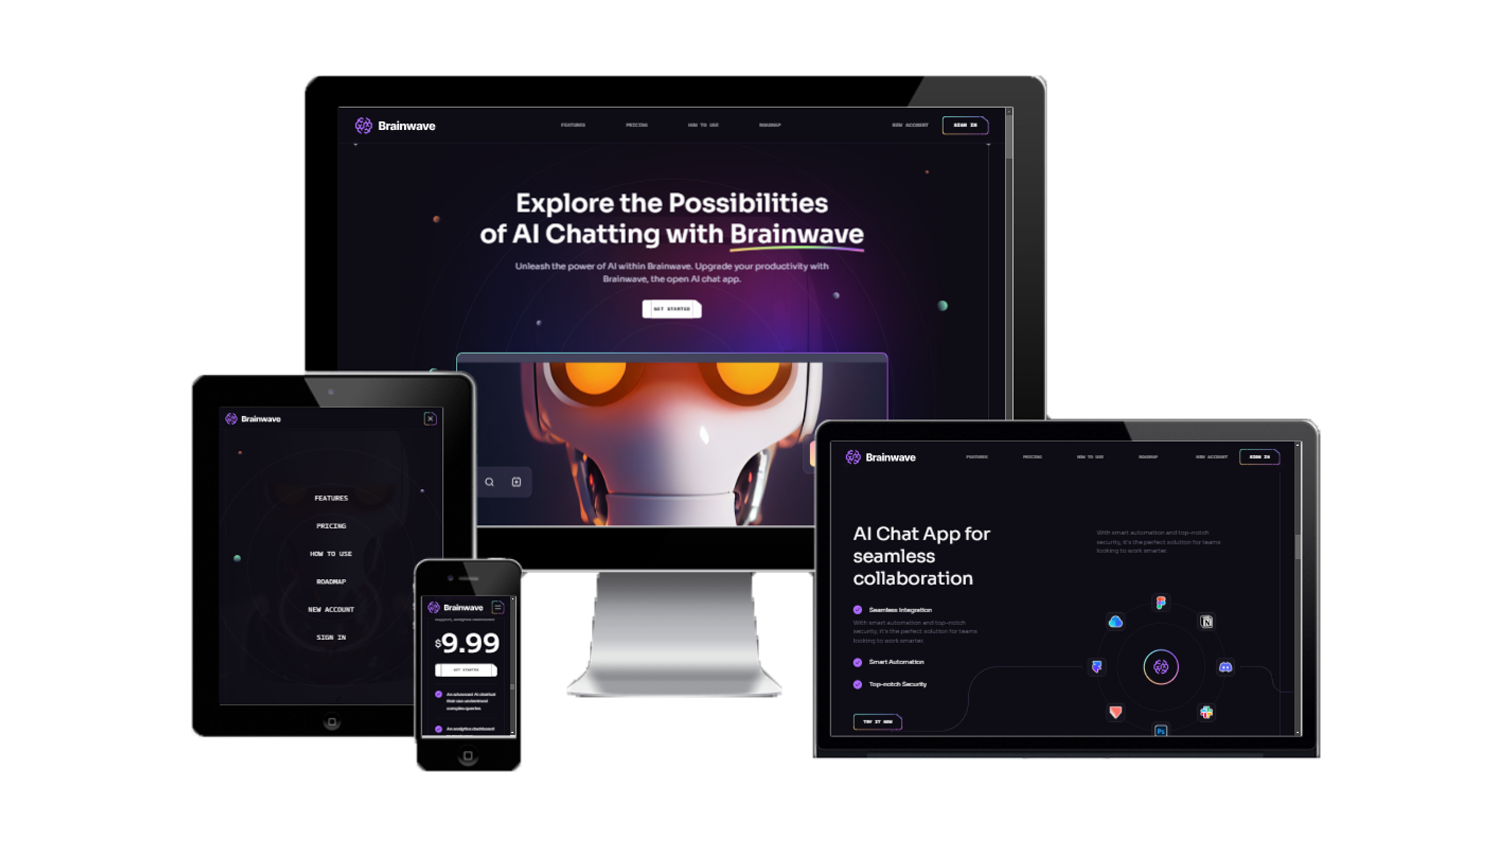 Brainwave
FEATURES
PRICING
HOW TO USE
ROADMAP
NEW ACCOUNT
SIGN IN
Explore the Possibilities
of AI Chatting with Brainwave
Unleash the power of AI within Brainwave. Upgrade your productivity with
Brainwave, the open AI chat app.
GET STARTED
Brainwave
FEATURES
PRICING
HOW TO USE
ROADMAP
NEW ACCOUNT
SIGN IN
Brainwave
support, analytics dashboard
$9.99
GET STARTED
An advanced AI chatbot
that can understand
complex queries
An analytics dashboard
Brainwave
FEATURES
PRICING
HOW TO USE
ROADMAP
NEW ACCOUNT
SIGN IN
AI Chat App for
seamless
collaboration
Seamless Integration
With smart automation and top-notch
security, it's the perfect solution for teams
looking to work smarter.
Smart Automation
Top-notch Security
TRY IT NOW
With smart automation and top-notch
security, it's the perfect solution for teams
looking to work smarter.
Ps